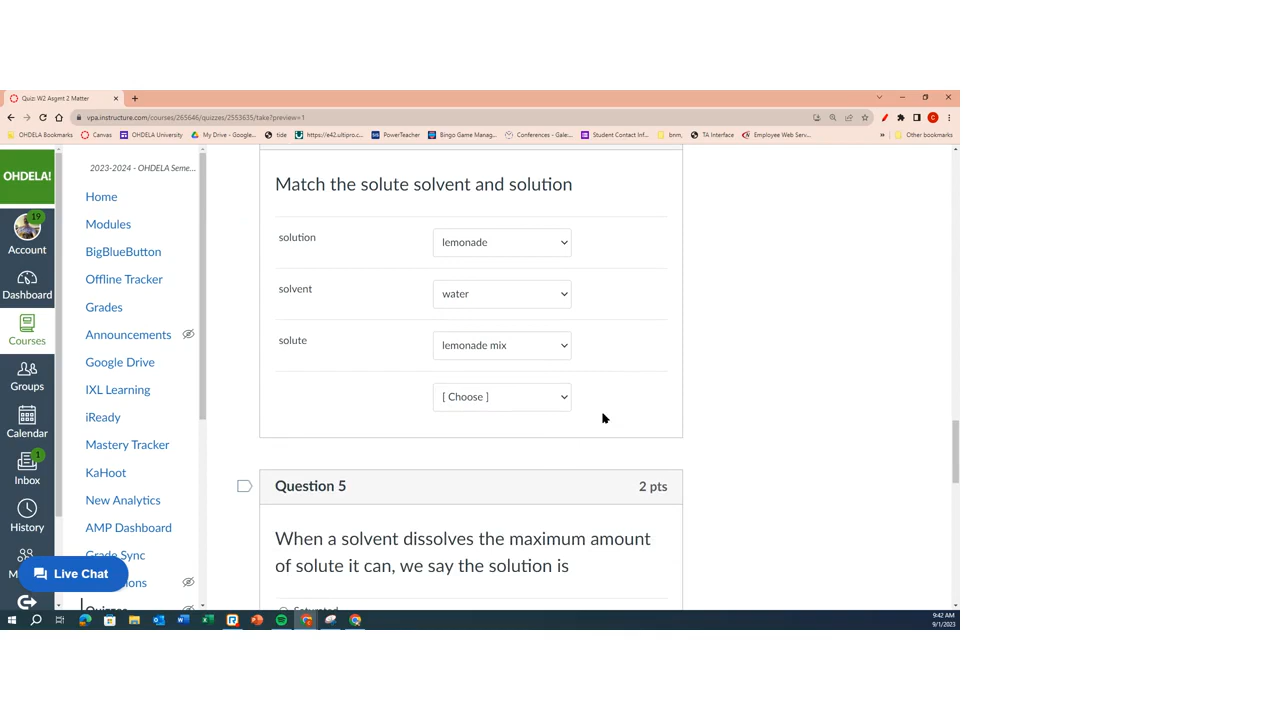 Quiz: W2 Asgmt 2 Matter
vpa.instructure.com/courses/265646/quizzes/2553635/take?preview=1
OHDELA Bookmarks Canvas OHDELA University My Drive - Google... tide https://e42.ultipro.c... PowerTeacher Bingo Game Manag... Conferences - Gale... Student Contact Inf... bnm, TA Interface Employee Web Serv... » Other bookmarks
OHDELA!
19
Account
Dashboard
Courses
Groups
Calendar
1
Inbox
History
2023-2024 - OHDELA Seme...
Home
Modules
BigBlueButton
Offline Tracker
Grades
Announcements
Google Drive
IXL Learning
iReady
Mastery Tracker
KaHoot
New Analytics
AMP Dashboard
Grade Sync
Quizzes
Live Chat
Match the solute solvent and solution
solution lemonade
solvent water
solute lemonade mix
[ Choose ]
Question 5 2 pts
When a solvent dissolves the maximum amount
of solute it can, we say the solution is
Saturated
9:42 AM
9/1/2023